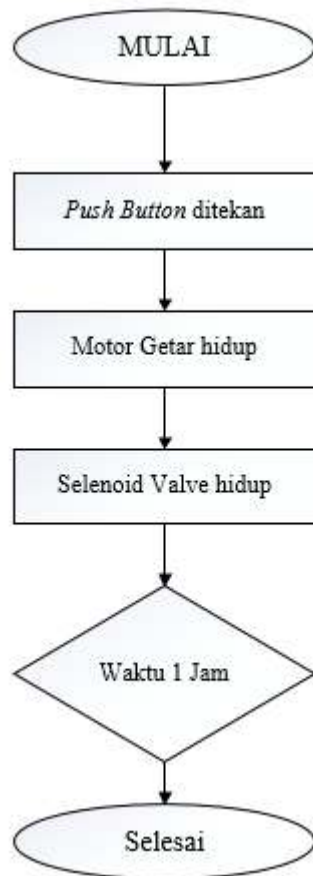 MULAI
Push Button ditekan
Motor Getar hidup
Selenoid Valve hidup
Waktu 1 Jam
Selesai